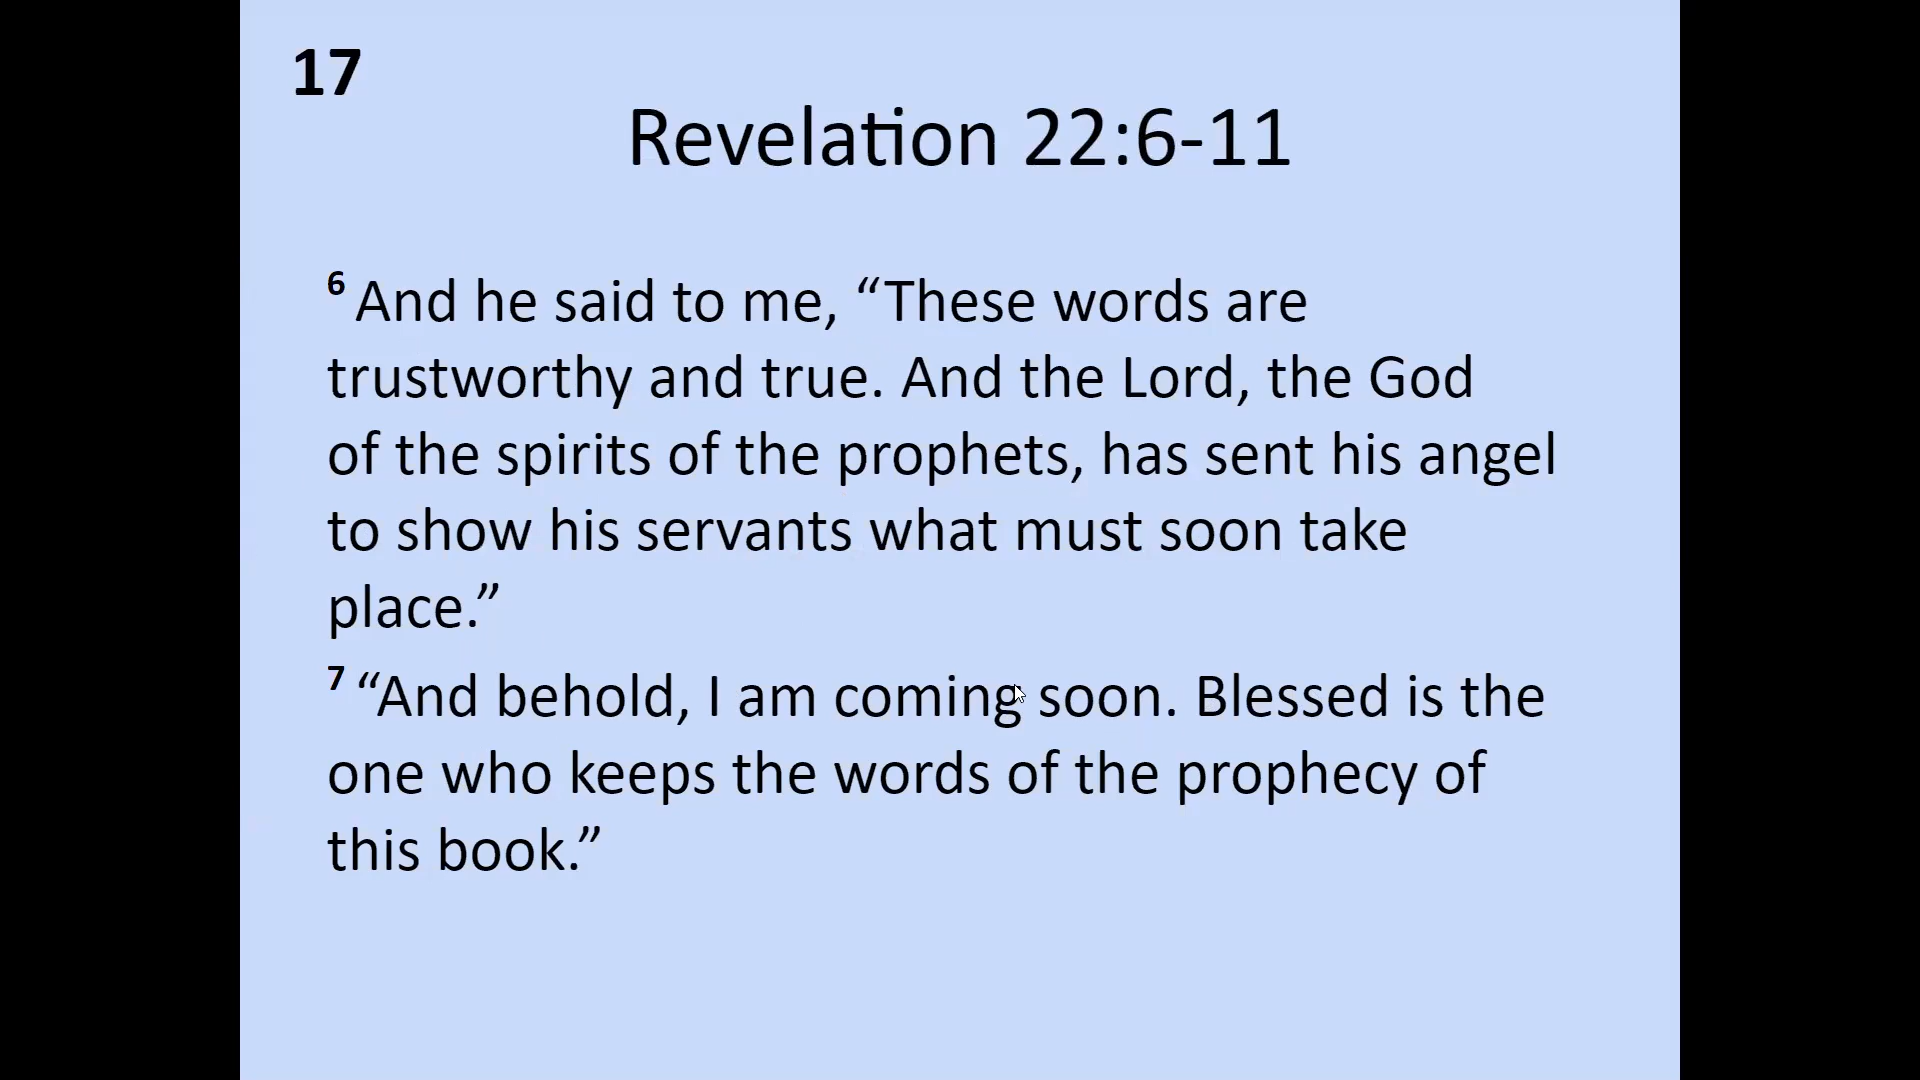 17
Revelation 22:6-11
6 And he said to me, “These words are
trustworthy and true. And the Lord, the God
of the spirits of the prophets, has sent his angel
to show his servants what must soon take
place.”
7 “And behold, I am coming soon. Blessed is the
one who keeps the words of the prophecy of
this book.”